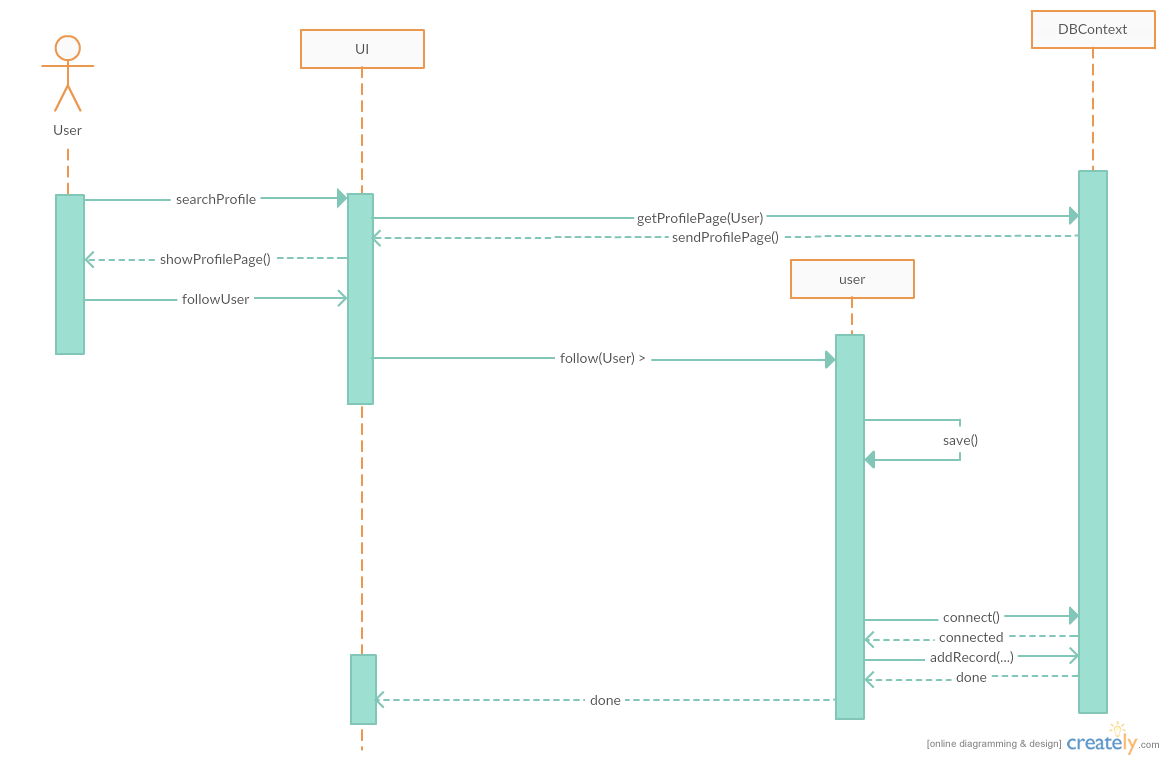 DBContext
UI
User
searchProfile
getProfilePage(User)
sendProfilePage()
showProfilePage()
user
followUser
follow(User) >
save()
connect()
connected
addRecord(...)
done
done
[online diagramming & design] creately.com